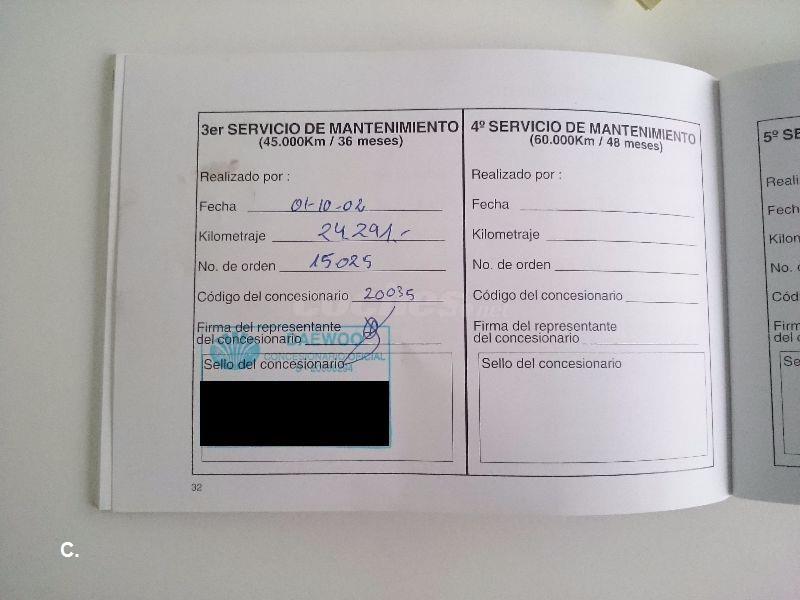 3er SERVICIO DE MANTENIMIENTO
(45.000Km / 36 meses)
Realizado por :
Fecha 01-10-02
Kilometraje 24.291.-
No. de orden 15025
Código del concesionario 20035
Firma del representante
del concesionario
DAEWOO
CONCESIONARIO OFICIAL
Sello del concesionario
32
4º SERVICIO DE MANTENIMIENTO
(60.000Km / 48 meses)
Realizado por :
Fecha
Kilometraje
No. de orden
Código del concesionario
Firma del representante
del concesionario
Sello del concesionario
5º SE
Reali
Fech
Kilon
No. d
Códi
Firm
del c
Se
C.